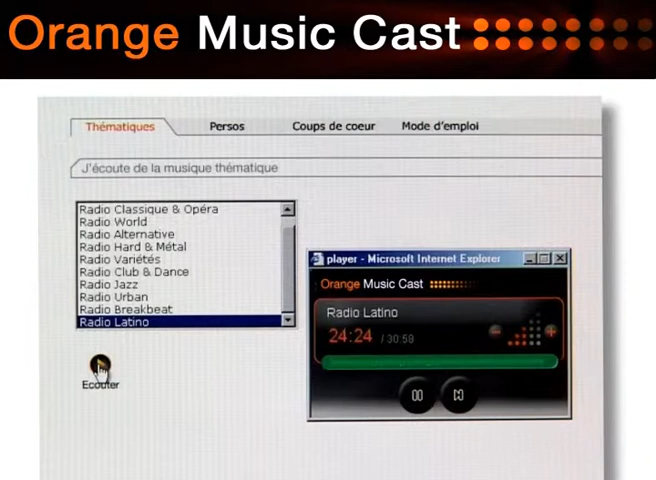 Orange Music Cast
Thématiques Persos Coups de coeur Mode d'emploi
J'écoute de la musique thématique
Radio Classique & Opéra
Radio World
Radio Alternative
Radio Hard & Métal
Radio Variétés
Radio Club & Dance
Radio Jazz
Radio Urban
Radio Breakbeat
Radio Latino
Ecouter
player - Microsoft Internet Explorer
Orange Music Cast
Radio Latino
24:24 / 30:59